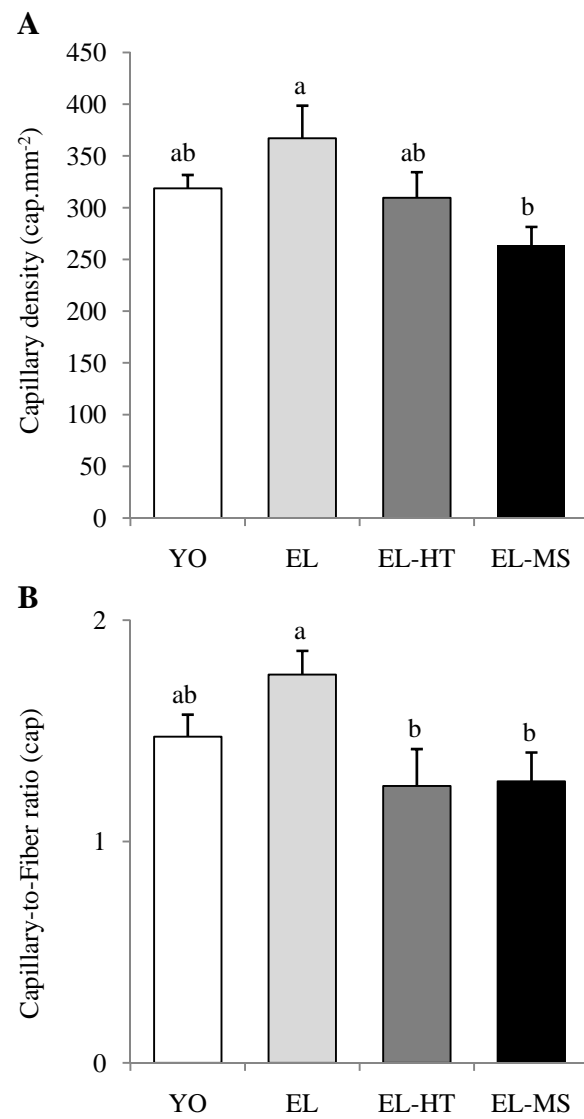 A
Capillary density (cap.mm-2)
450
400
350
300
250
200
150
100
50
0
ab
a
ab
b
YO EL EL-HT EL-MS
B
Capillary-to-Fiber ratio (cap)
2
1
0
ab
a
b
b
YO EL EL-HT EL-MS